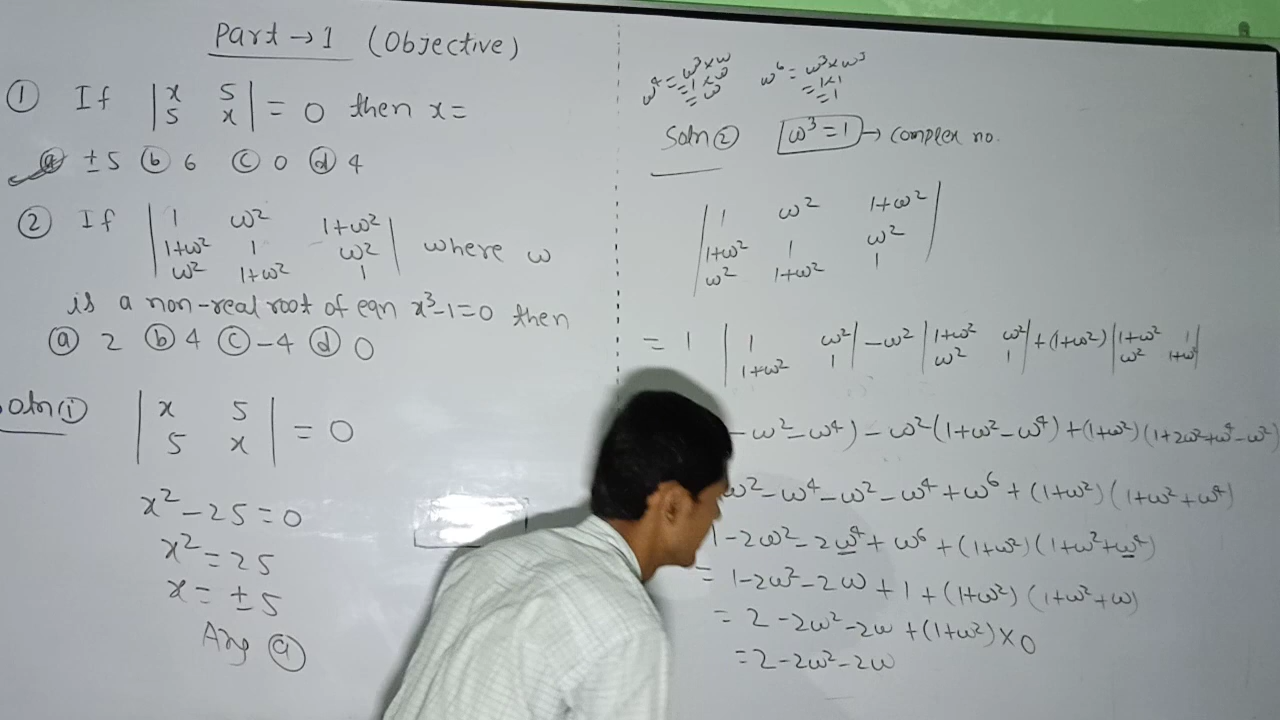 Part → 1 (Objective)
① If |x 5
5 x| = 0 then x =
ⓐ ±5 ⓑ 6 ⓒ 0 ⓓ 4
② If |1 ω² 1+ω²
1+ω² 1 ω²
ω² 1+ω² 1| where ω
is a non-real root of eqn x³-1=0 then
ⓐ 2 ⓑ 4 ⓒ -4 ⓓ 0
oln ①
|x 5
5 x| = 0
x² - 25 = 0
x² = 25
x = ±5
Ans ⓐ
ω⁴ = ω³×ω
= 1×ω
= ω
ω⁶ = ω³×ω³
= 1×1
= 1
Soln ② ω³ = 1 → complex no.
|1 ω² 1+ω²
1+ω² 1 ω²
ω² 1+ω² 1|
= 1 |1 ω²
1+ω² 1| - ω² |1+ω² ω²
ω² 1| + (1+ω²) |1+ω² 1
ω² 1+ω²|
- ω² - ω⁴) - ω²(1+ω²-ω⁴) + (1+ω²)(1+2ω²+ω⁴-ω²)
ω² - ω⁴ - ω² - ω⁴ + ω⁶ + (1+ω²)(1+ω²+ω⁴)
1 - 2ω² - 2ω⁴ + ω⁶ + (1+ω²)(1+ω²+ω⁴)
= 1 - 2ω² - 2ω + 1 + (1+ω²)(1+ω²+ω)
= 2 - 2ω² - 2ω + (1+ω²)×0
= 2 - 2ω² - 2ω